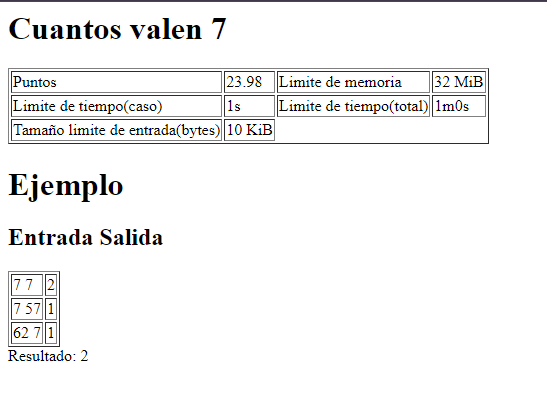 Cuantos valen 7
Puntos 23.98 Limite de memoria 32 MiB
Limite de tiempo(caso) 1s Limite de tiempo(total) 1m0s
Tamaño limite de entrada(bytes) 10 KiB
Ejemplo
Entrada Salida
7 7 2
7 57 1
62 7 1
Resultado: 2